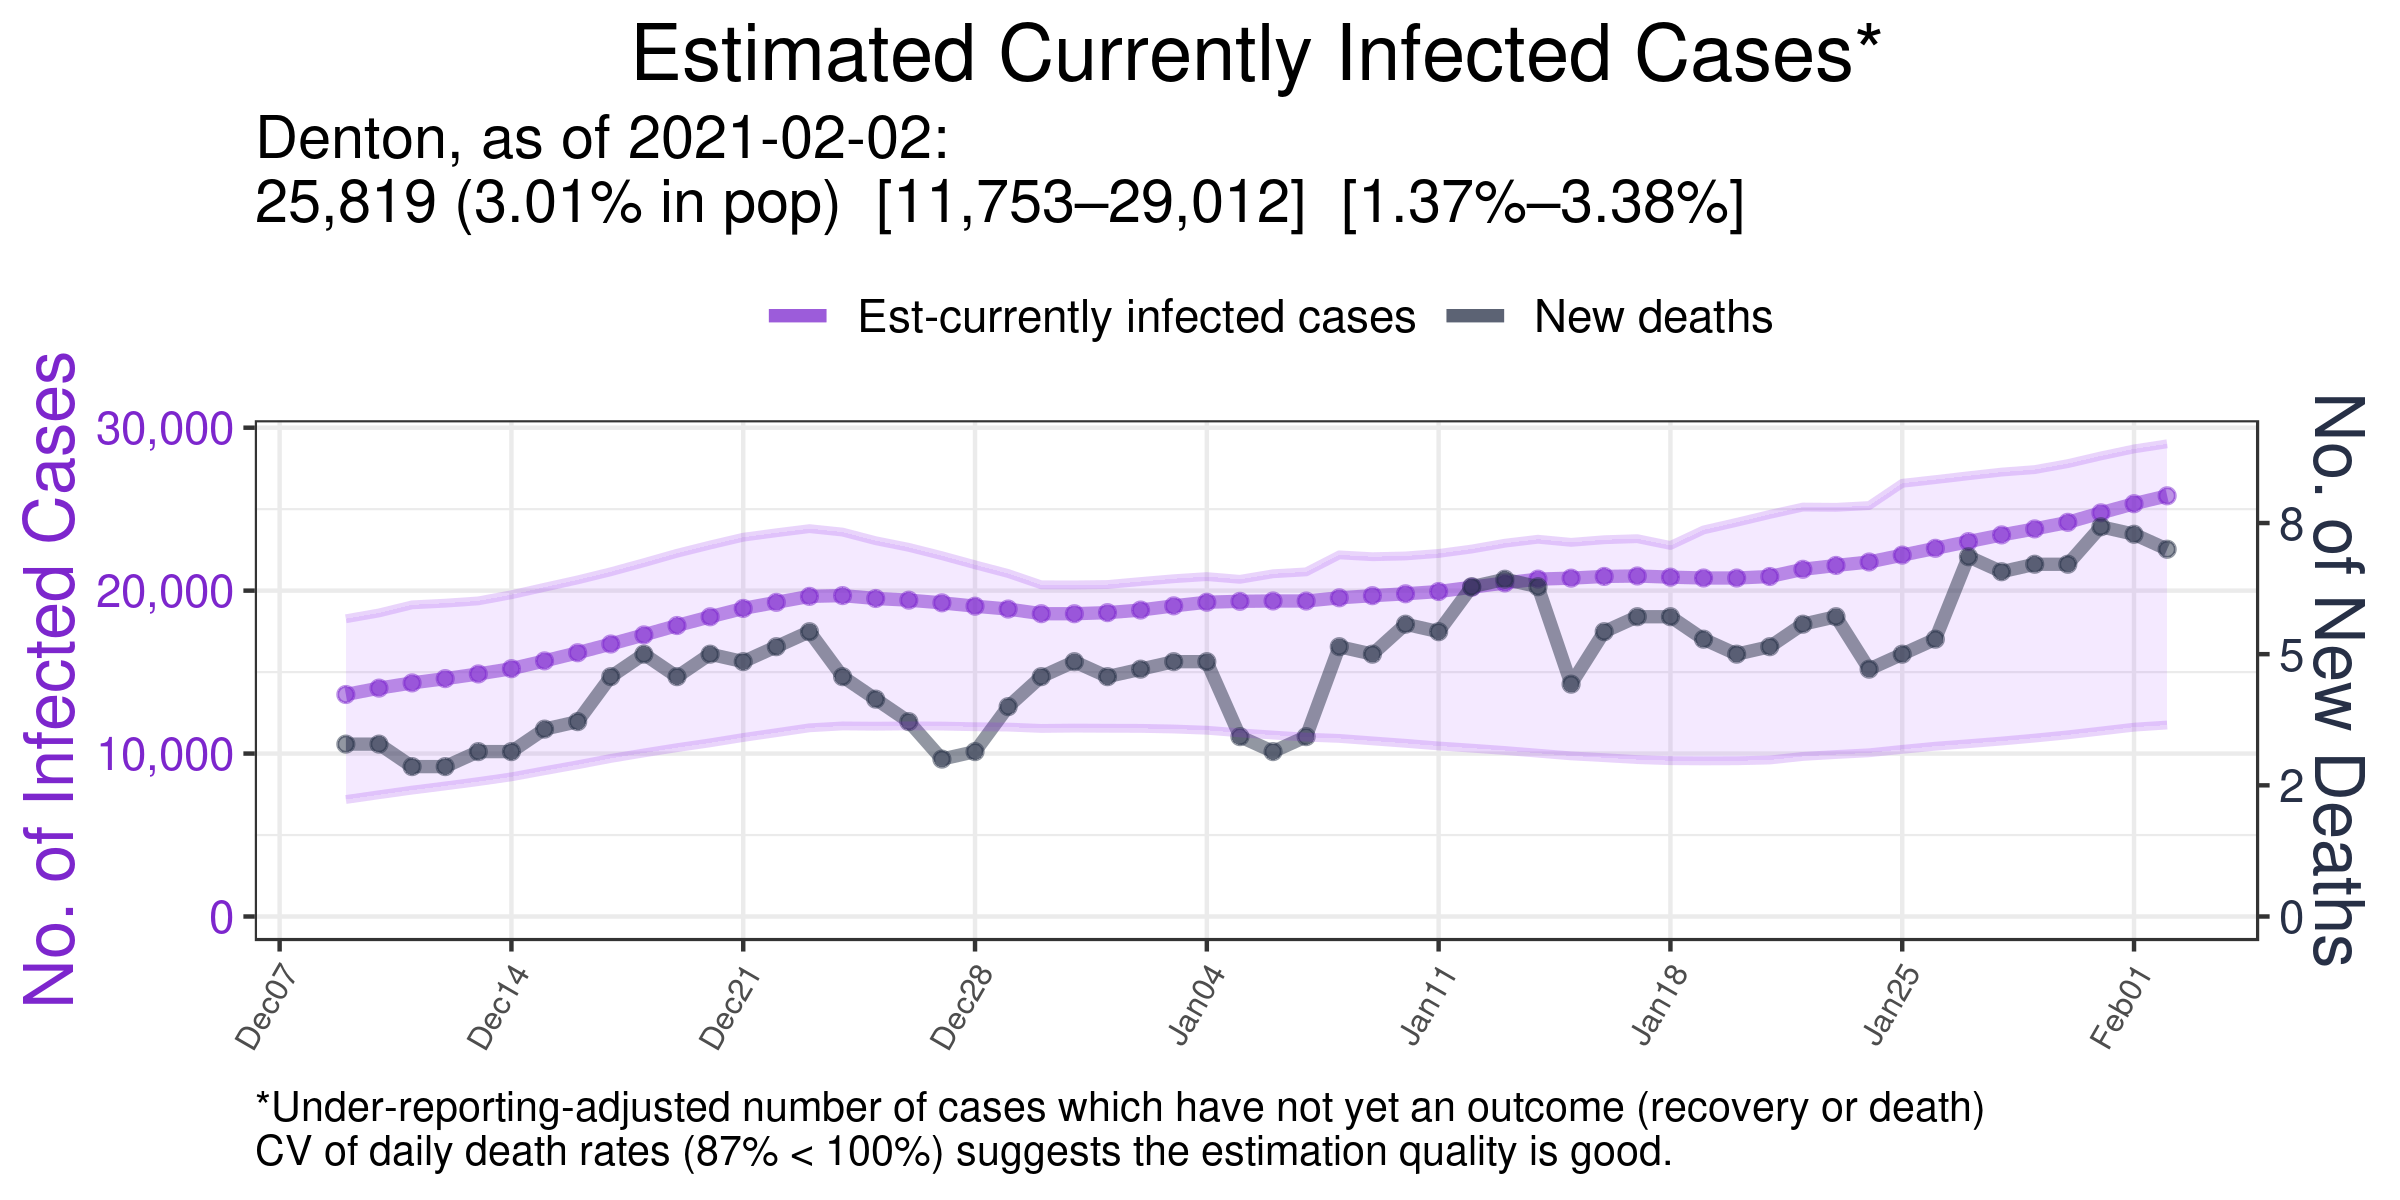 Estimated Currently Infected Cases*
Denton, as of 2021-02-02:
25,819 (3.01% in pop) [11,753–29,012] [1.37%–3.38%]
Est-currently infected cases New deaths
No. of Infected Cases
30,000
20,000
10,000
0
8
5
2
0
No. of New Deaths
Dec07 Dec14 Dec21 Dec28 Jan04 Jan11 Jan18 Jan25 Feb01
*Under-reporting-adjusted number of cases which have not yet an outcome (recovery or death)
CV of daily death rates (87% < 100%) suggests the estimation quality is good.